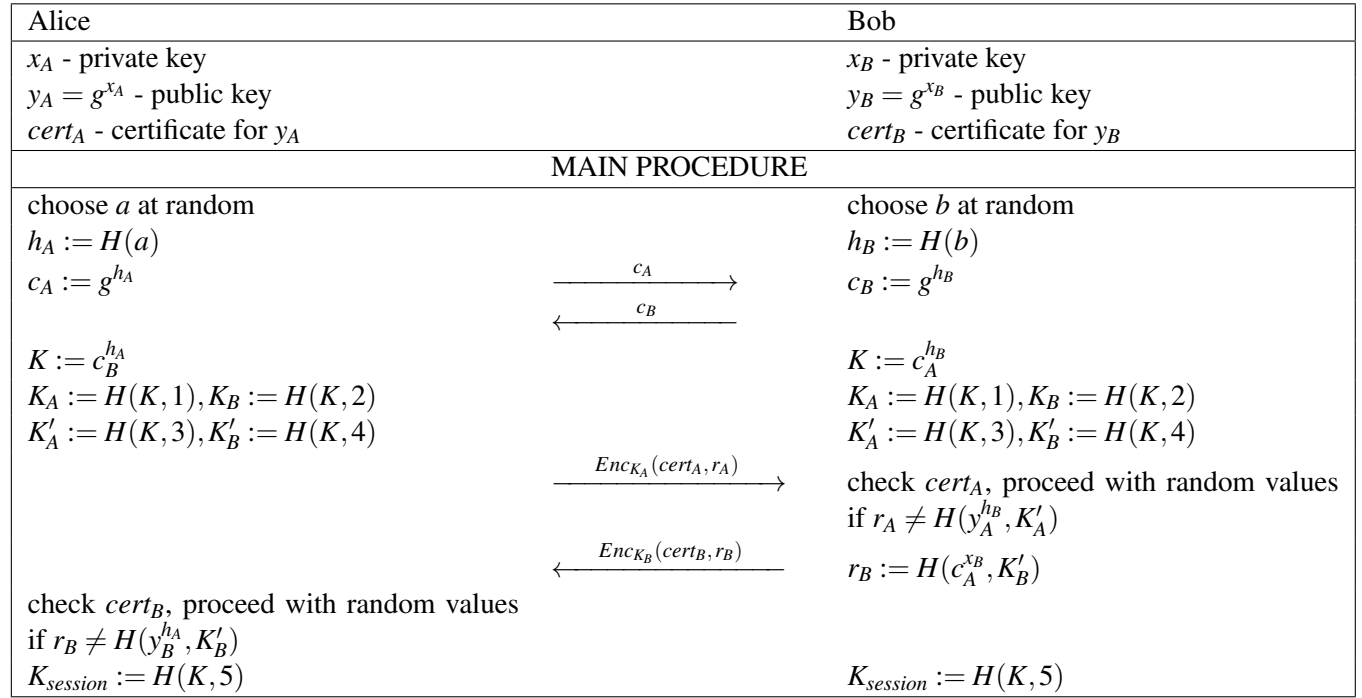 Alice Bob
x_A - private key x_B - private key
y_A = g^{x_A} - public key y_B = g^{x_B} - public key
cert_A - certificate for y_A cert_B - certificate for y_B
MAIN PROCEDURE
choose a at random choose b at random
h_A := H(a) h_B := H(b)
c_A := g^{h_A} c_A → c_B := g^{h_B}
c_B ←
K := c_B^{h_A} K := c_A^{h_B}
K_A := H(K,1), K_B := H(K,2) K_A := H(K,1), K_B := H(K,2)
K'_A := H(K,3), K'_B := H(K,4) K'_A := H(K,3), K'_B := H(K,4)
Enc_{K_A}(cert_A, r_A) → check cert_A, proceed with random values
if r_A ≠ H(y_A^{h_B}, K'_A)
Enc_{K_B}(cert_B, r_B) ← r_B := H(c_A^{x_B}, K'_B)
check cert_B, proceed with random values
if r_B ≠ H(y_B^{h_A}, K'_B)
K_{session} := H(K,5) K_{session} := H(K,5)